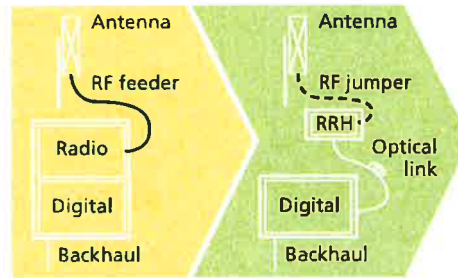 Antenna
RF feeder
Radio
Digital
Backhaul
Antenna
RF jumper
RRH
Optical
link
Digital
Backhaul